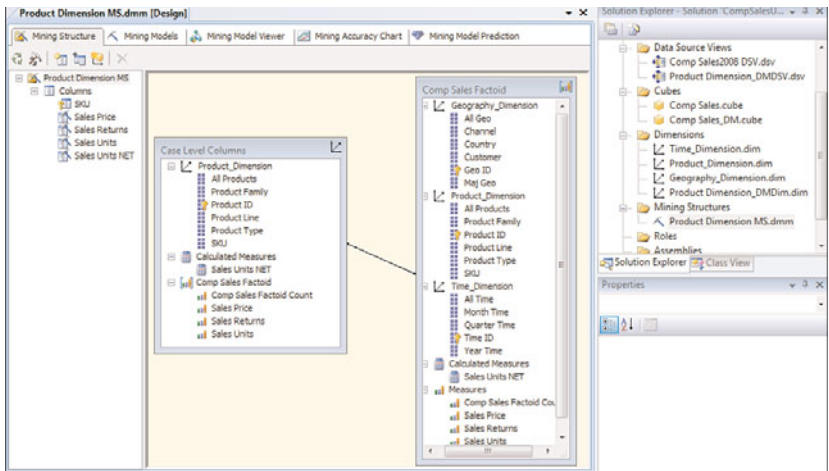 Product Dimension MS.dmm [Design]
Mining Structure
Mining Models
Mining Model Viewer
Mining Accuracy Chart
Mining Model Prediction
Product Dimension MS
Columns
SKU
Sales Price
Sales Returns
Sales Units
Sales Units NET
Case Level Columns
Product_Dimension
All Products
Product Family
Product ID
Product Line
Product Type
SKU
Calculated Measures
Sales Units NET
Comp Sales Factoid
Comp Sales Factoid Count
Sales Price
Sales Returns
Sales Units
Comp Sales Factoid
Geography_Dimension
All Geo
Channel
Country
Customer
Geo ID
Maj Geo
Product_Dimension
All Products
Product Family
Product ID
Product Line
Product Type
SKU
Time_Dimension
All Time
Month Time
Quarter Time
Time ID
Year Time
Calculated Measures
Sales Units NET
Measures
Comp Sales Factoid Cou
Sales Price
Sales Returns
Sales Units
Solution Explorer - Solution 'CompSalesU...
Data Source Views
Comp Sales2008 DSV.dsv
Product Dimension_DMDSV.dsv
Cubes
Comp Sales.cube
Comp Sales_DM.cube
Dimensions
Time_Dimension.dim
Product_Dimension.dim
Geography_Dimension.dim
Product Dimension_DMDim.dim
Mining Structures
Product Dimension MS.dmm
Roles
Assemblies
Solution Explorer
Class View
Properties